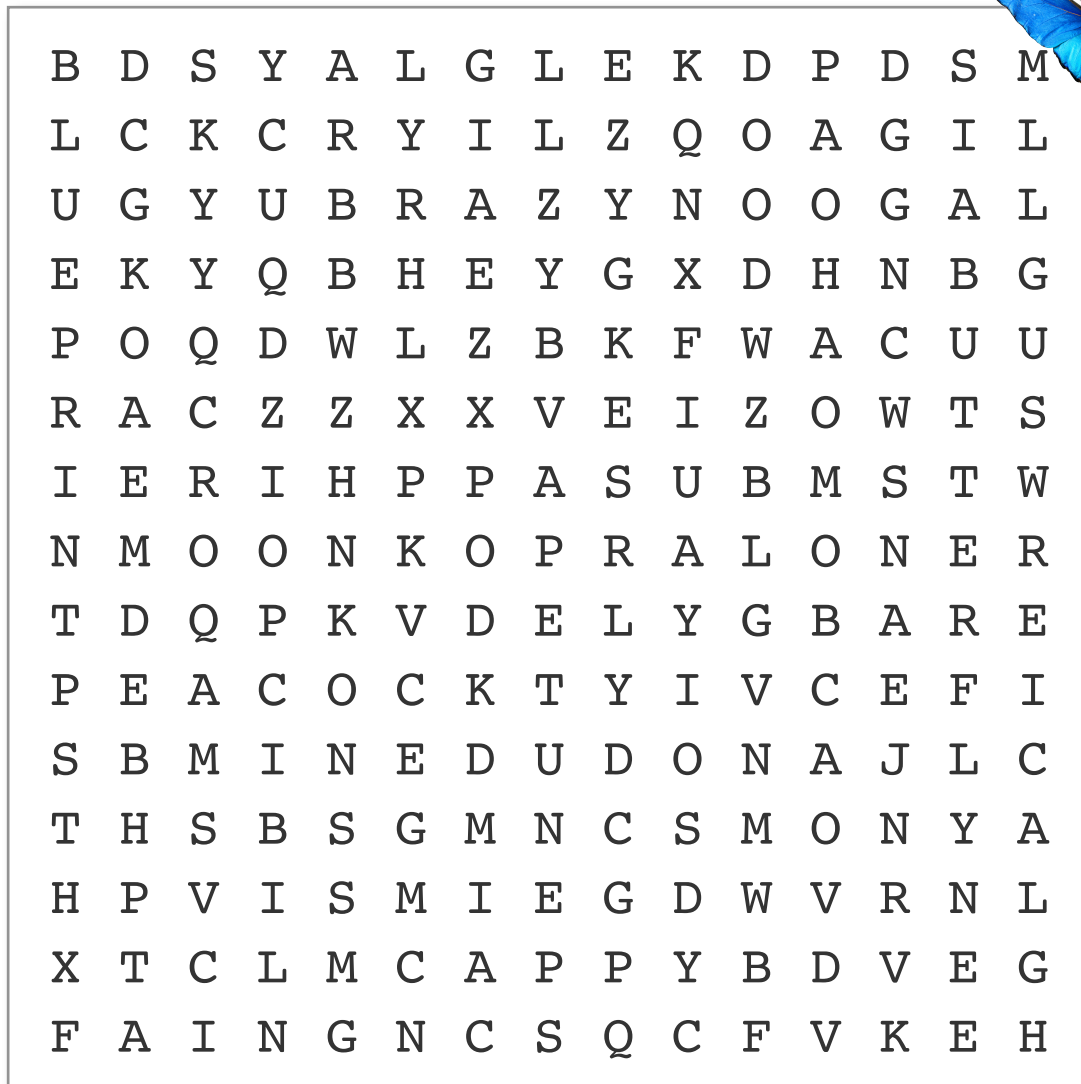 B D S Y A L G L E K D P D S M
L C K C R Y I L Z Q O A G I L
U G Y U B R A Z Y N O O G A L
E K Y Q B H E Y G X D H N B G
P O Q D W L Z B K F W A C U U
R A C Z Z X X V E I Z O W T S
I E R I H P P A S U B M S T W
N M O O N K O P R A L O N E R
T D Q P K V D E L Y G B A R E
P E A C O C K T Y I V C E F I
S B M I N E D U D O N A J L C
T H S B S G M N C S M O N Y A
H P V I S M I E G D W V R N L
X T C L M C A P P Y B D V E G
F A I N G N C S Q C F V K E H